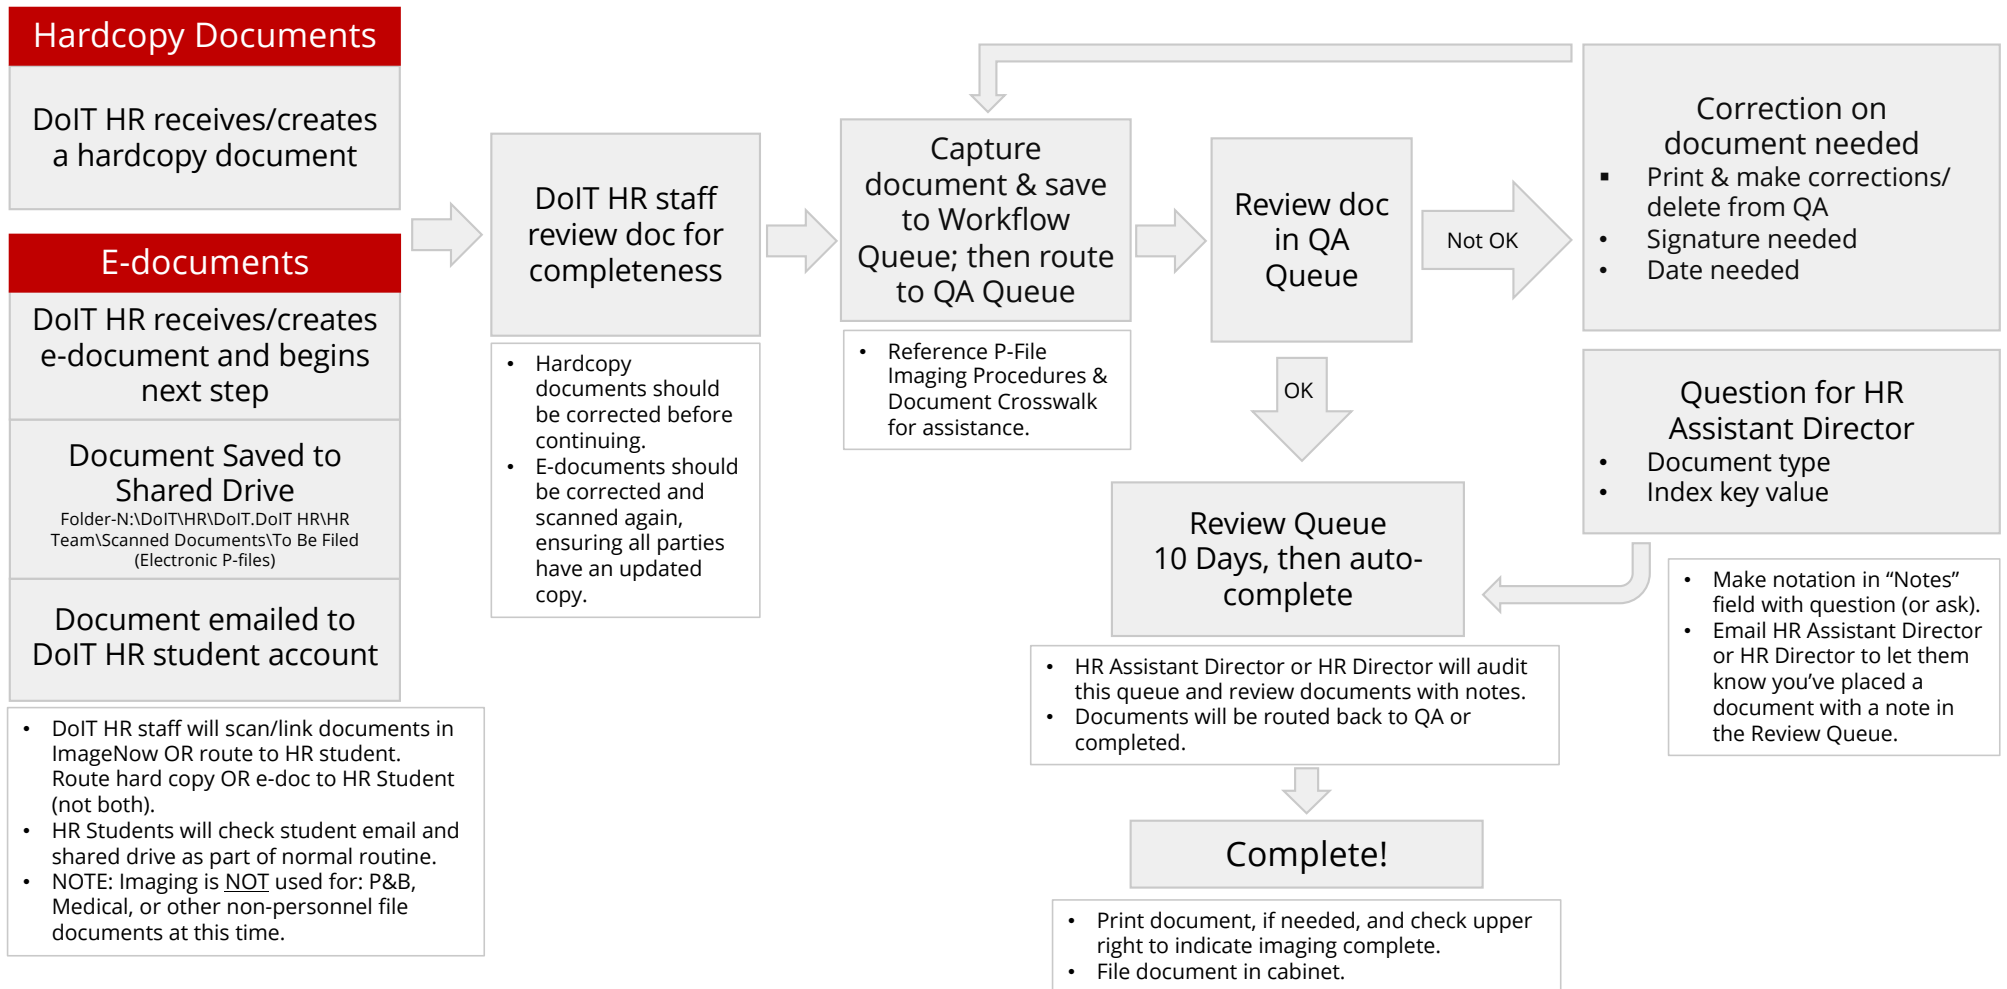 Hardcopy Documents
DoIT HR receives/creates
a hardcopy document
E-documents
DoIT HR receives/creates
e-document and begins
next step
Document Saved to
Shared Drive
Folder-N:\DoIT\HR\DoIT.DoIT HR\HR
Team\Scanned Documents\To Be Filed
(Electronic P-files)
Document emailed to
DoIT HR student account
• DoIT HR staff will scan/link documents in
ImageNow OR route to HR student.
Route hard copy OR e-doc to HR Student
(not both).
• HR Students will check student email and
shared drive as part of normal routine.
• NOTE: Imaging is NOT used for: P&B,
Medical, or other non-personnel file
documents at this time.
DoIT HR staff
review doc for
completeness
• Hardcopy
documents should
be corrected before
continuing.
• E-documents should
be corrected and
scanned again,
ensuring all parties
have an updated
copy.
Capture
document & save
to Workflow
Queue; then route
to QA Queue
• Reference P-File
Imaging Procedures &
Document Crosswalk
for assistance.
Review doc
in QA
Queue
Not OK
OK
Correction on
document needed
▪ Print & make corrections/
delete from QA
• Signature needed
• Date needed
Question for HR
Assistant Director
• Document type
• Index key value
• Make notation in “Notes”
field with question (or ask).
• Email HR Assistant Director
or HR Director to let them
know you’ve placed a
document with a note in
the Review Queue.
Review Queue
10 Days, then auto-
complete
• HR Assistant Director or HR Director will audit
this queue and review documents with notes.
• Documents will be routed back to QA or
completed.
Complete!
• Print document, if needed, and check upper
right to indicate imaging complete.
• File document in cabinet.